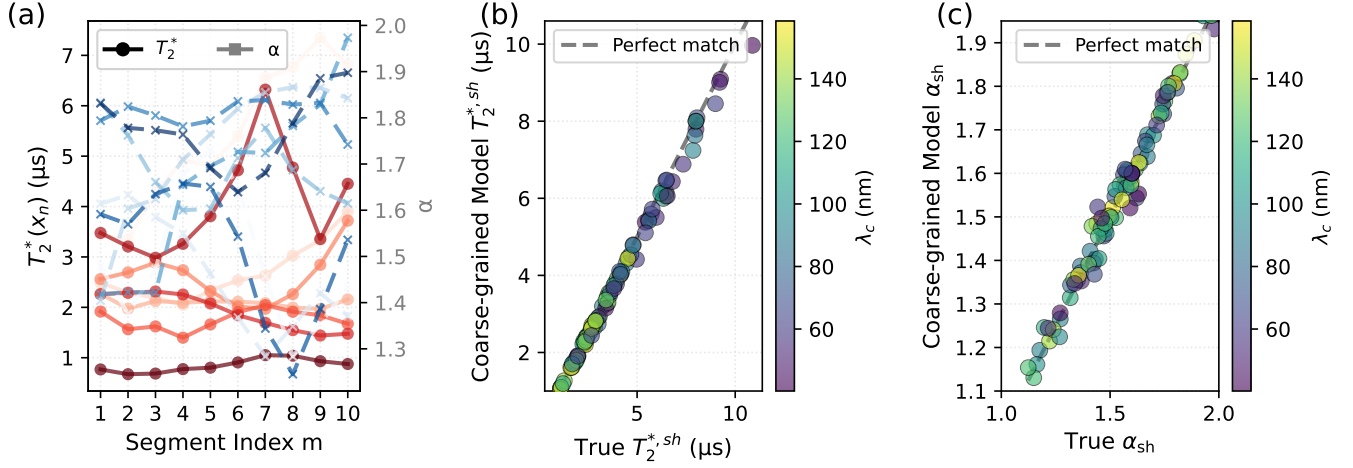 (a)
T₂* (xₙ) (μs)
7
6
5
4
3
2
1
T₂*
α
2.0
1.9
1.8
1.7
1.6
1.5
1.4
1.3
α
1 2 3 4 5 6 7 8 9 10
Segment Index m
(b)
Coarse-grained Model T₂*,sh (μs)
10
8
6
4
2
Perfect match
5 10
True T₂*,sh (μs)
140
120
100
80
60
λc (nm)
(c)
Coarse-grained Model αsh
1.9
1.8
1.7
1.6
1.5
1.4
1.3
1.2
1.1
Perfect match
1.0 1.5 2.0
True αsh
140
120
100
80
60
λc (nm)